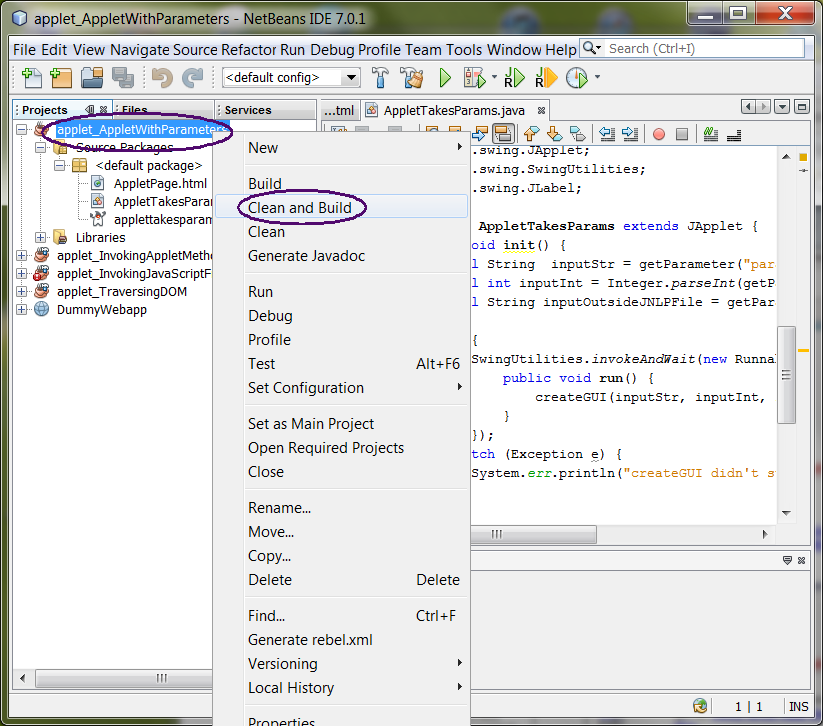 applet_AppletWithParameters - NetBeans IDE 7.0.1
File Edit View Navigate Source Refactor Run Debug Profile Team Tools Window Help Search (Ctrl+I)
<default config>
Projects Files Services
...tml AppletTakesParams.java
applet_AppletWithParameters
Source Packages
<default package>
AppletPage.html
AppletTakesParam
applettakesparam
Libraries
applet_InvokingAppletMetho
applet_InvokingJavaScriptF
applet_TraversingDOM
DummyWebapp
New
Build
Clean and Build
Clean
Generate Javadoc
Run
Debug
Profile
Test Alt+F6
Set Configuration
Set as Main Project
Open Required Projects
Close
Rename...
Move...
Copy...
Delete Delete
Find... Ctrl+F
Generate rebel.xml
Versioning
Local History
Properties
.swing.JApplet;
.swing.SwingUtilities;
.swing.JLabel;
AppletTakesParams extends JApplet {
oid init() {
l String inputStr = getParameter("par
l int inputInt = Integer.parseInt(getP
l String inputOutsideJNLPFile = getPar
{
SwingUtilities.invokeAndWait(new Runna
public void run() {
createGUI(inputStr, inputInt,
}
});
tch (Exception e) {
System.err.println("createGUI didn't s
1 | 1 INS